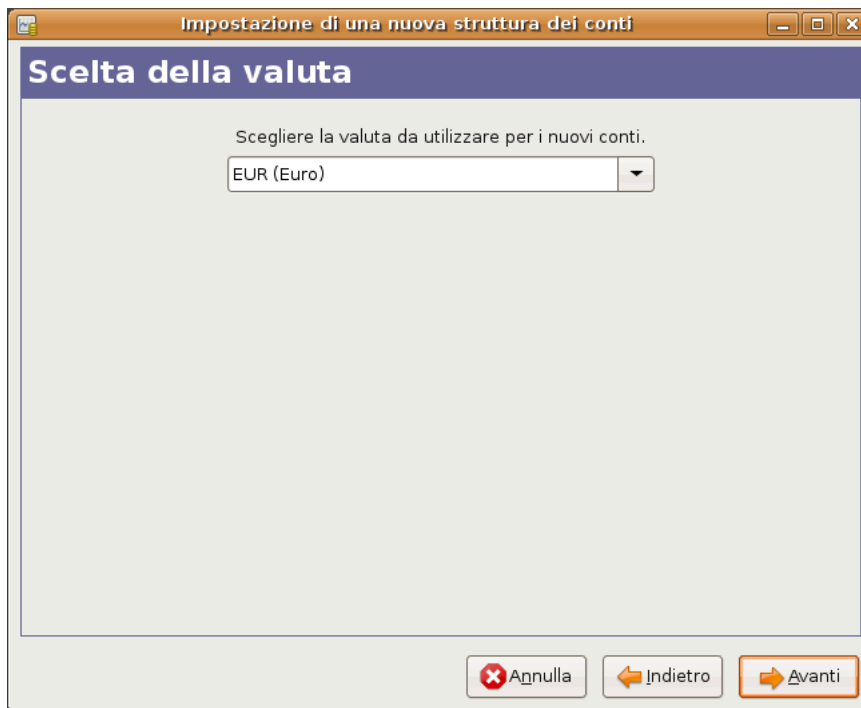 Impostazione di una nuova struttura dei conti
Scelta della valuta
Scegliere la valuta da utilizzare per i nuovi conti.
EUR (Euro)
Annulla
Indietro
Avanti